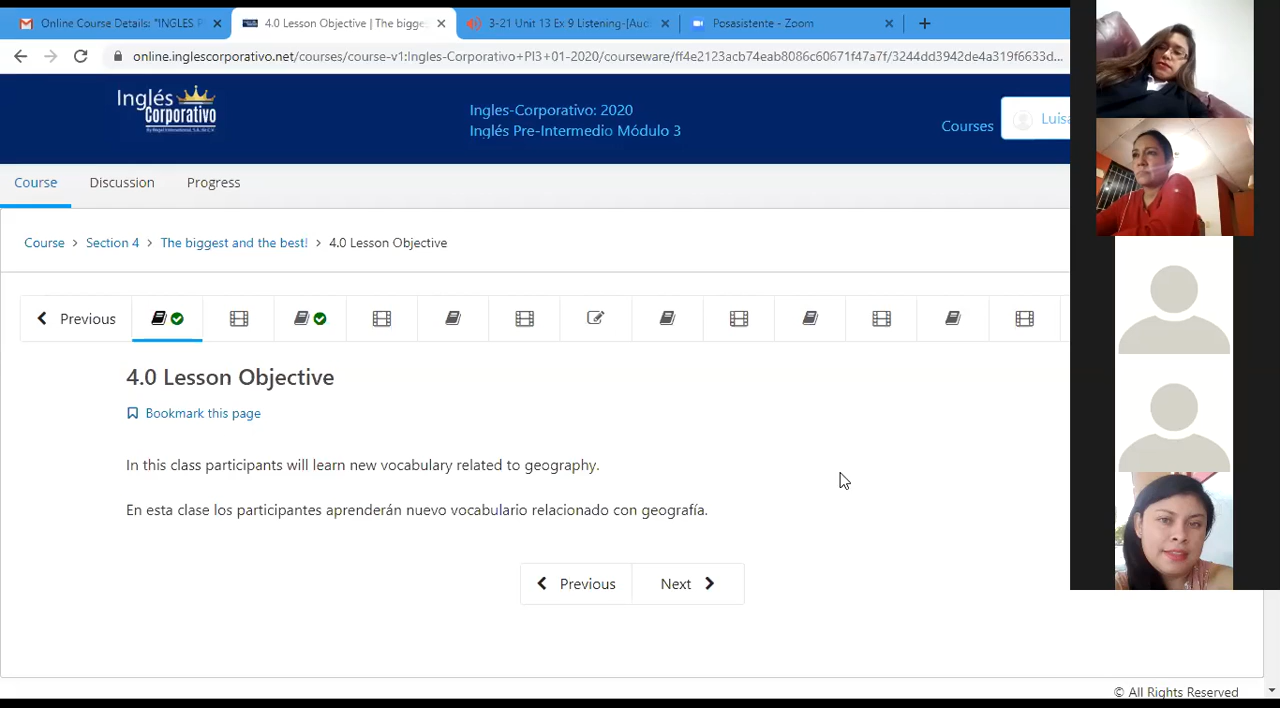 Online Course Details: "INGLES P
4.0 Lesson Objective | The bigges
3-21 Unit 13 Ex 9 Listening-[Aud
Posasistente - Zoom
online.inglescorporativo.net/courses/course-v1:Ingles-Corporativo+PI3+01-2020/courseware/ff4e2123acb74eab8086c60671f47a7f/3244dd3942de4a319f6633d...
Inglés
Corporativo
Ingles-Corporativo: 2020
Inglés Pre-Intermedio Módulo 3
Courses
Luisa
Course
Discussion
Progress
Course > Section 4 > The biggest and the best! > 4.0 Lesson Objective
Previous
4.0 Lesson Objective
Bookmark this page
In this class participants will learn new vocabulary related to geography.
En esta clase los participantes aprenderán nuevo vocabulario relacionado con geografía.
Previous
Next
© All Rights Reserved